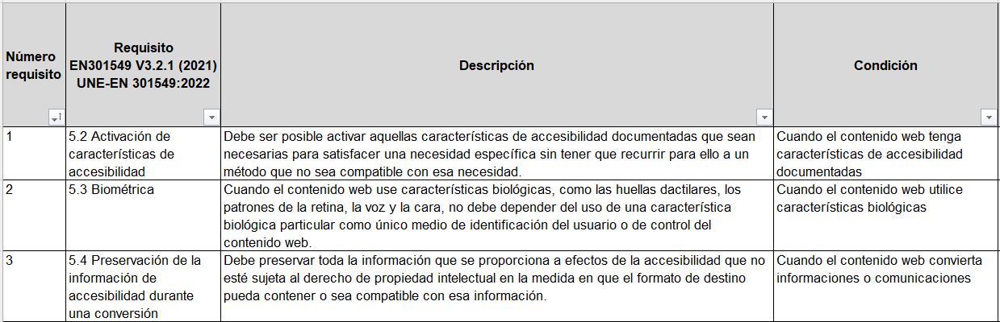 Número
requisito
Requisito
EN301549 V3.2.1 (2021)
UNE-EN 301549:2022
Descripción
Condición
1
5.2 Activación de
características de
accesibilidad
Debe ser posible activar aquellas características de accesibilidad documentadas que sean
necesarias para satisfacer una necesidad específica sin tener que recurrir para ello a un
método que no sea compatible con esa necesidad.
Cuando el contenido web tenga
características de accesibilidad
documentadas
2
5.3 Biométrica
Cuando el contenido web use características biológicas, como las huellas dactilares, los
patrones de la retina, la voz y la cara, no debe depender del uso de una característica
biológica particular como único medio de identificación del usuario o de control del
contenido web.
Cuando el contenido web utilice
características biológicas
3
5.4 Preservación de la
información de
accesibilidad durante
una conversión
Debe preservar toda la información que se proporciona a efectos de la accesibilidad que no
esté sujeta al derecho de propiedad intelectual en la medida en que el formato de destino
pueda contener o sea compatible con esa información.
Cuando el contenido web convierta
informaciones o comunicaciones